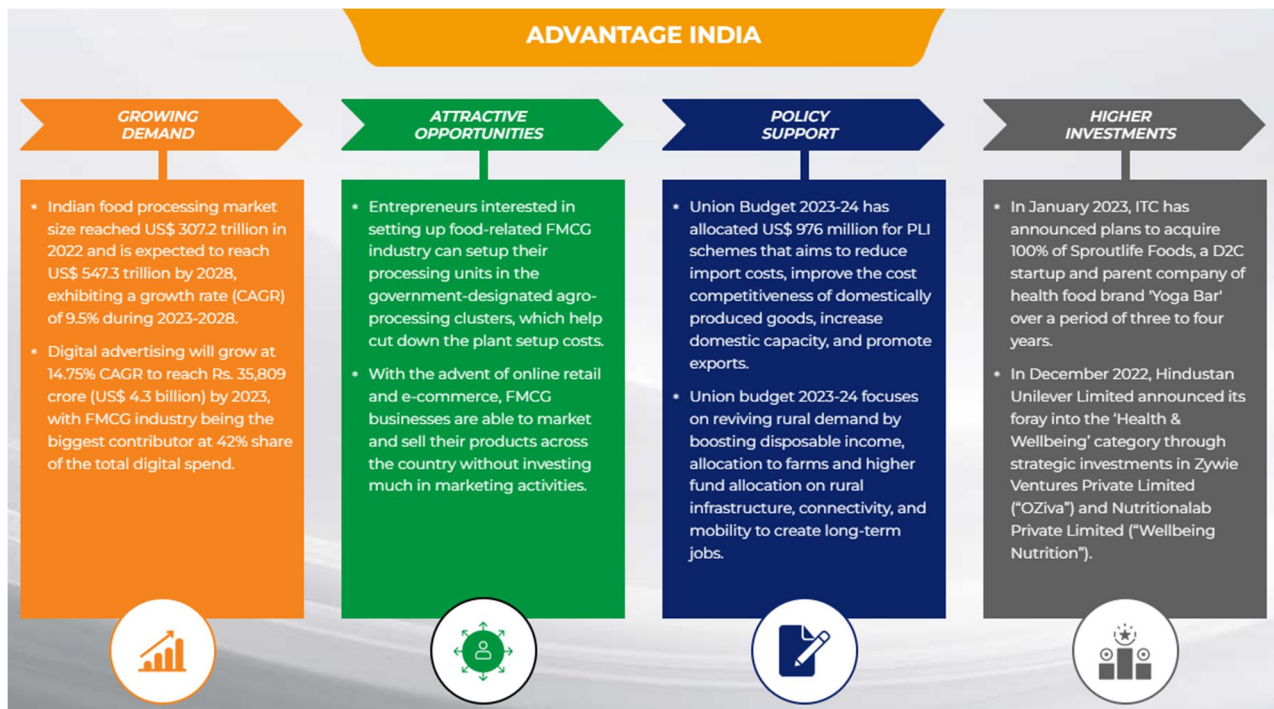 ADVANTAGE INDIA
GROWING
DEMAND
* Indian food processing market
size reached US$ 307.2 trillion in
2022 and is expected to reach
US$ 547.3 trillion by 2028,
exhibiting a growth rate (CAGR)
of 9.5% during 2023-2028.
* Digital advertising will grow at
14.75% CAGR to reach Rs. 35,809
crore (US$ 4.3 billion) by 2023,
with FMCG industry being the
biggest contributor at 42% share
of the total digital spend.
ATTRACTIVE
OPPORTUNITIES
* Entrepreneurs interested in
setting up food-related FMCG
industry can setup their
processing units in the
government-designated agro-
processing clusters, which help
cut down the plant setup costs.
* With the advent of online retail
and e-commerce, FMCG
businesses are able to market
and sell their products across
the country without investing
much in marketing activities.
POLICY
SUPPORT
* Union Budget 2023-24 has
allocated US$ 976 million for PLI
schemes that aims to reduce
import costs, improve the cost
competitiveness of domestically
produced goods, increase
domestic capacity, and promote
exports.
* Union budget 2023-24 focuses
on reviving rural demand by
boosting disposable income,
allocation to farms and higher
fund allocation on rural
infrastructure, connectivity, and
mobility to create long-term
jobs.
HIGHER
INVESTMENTS
* In January 2023, ITC has
announced plans to acquire
100% of Sproutlife Foods, a D2C
startup and parent company of
health food brand 'Yoga Bar'
over a period of three to four
years.
* In December 2022, Hindustan
Unilever Limited announced its
foray into the ‘Health &
Wellbeing’ category through
strategic investments in Zywie
Ventures Private Limited
(“OZiva”) and Nutritionalab
Private Limited (“Wellbeing
Nutrition”).